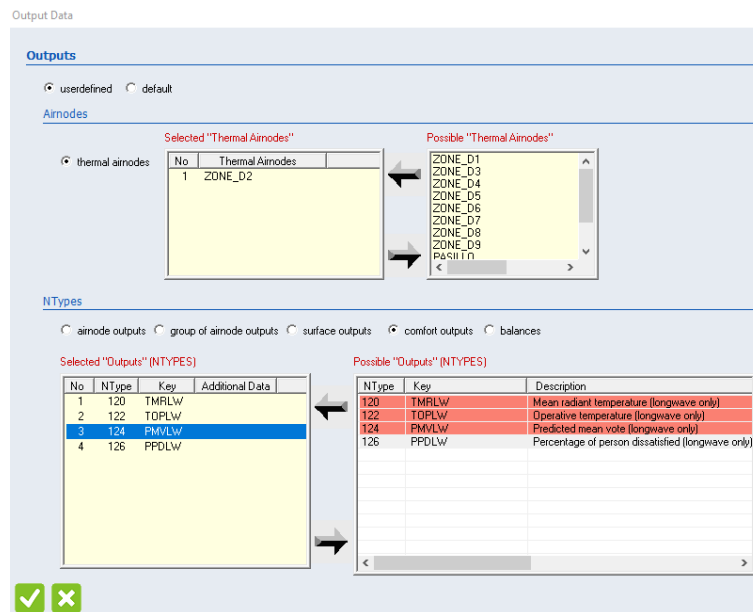 Output Data
Outputs
userdefined default
Airnodes
Selected "Thermal Airnodes" Possible "Thermal Airnodes"
thermal airnodes
No Thermal Airnodes
1 ZONE_D2
ZONE_D1
ZONE_D3
ZONE_D4
ZONE_D5
ZONE_D6
ZONE_D7
ZONE_D8
ZONE_D9
PASILLO
NTypes
airnode outputs group of airnode outputs surface outputs comfort outputs balances
Selected "Outputs" (NTYPES) Possible "Outputs" (NTYPES)
No NType Key Additional Data
1 120 TMRLW
2 122 TOPLW
3 124 PMVLW
4 126 PPDLW
NType Key Description
120 TMRLW Mean radiant temperature (longwave only)
122 TOPLW Operative temperature (longwave only)
124 PMVLW Predicted mean vote (longwave only)
126 PPDLW Percentage of person dissatisfied (longwave only)